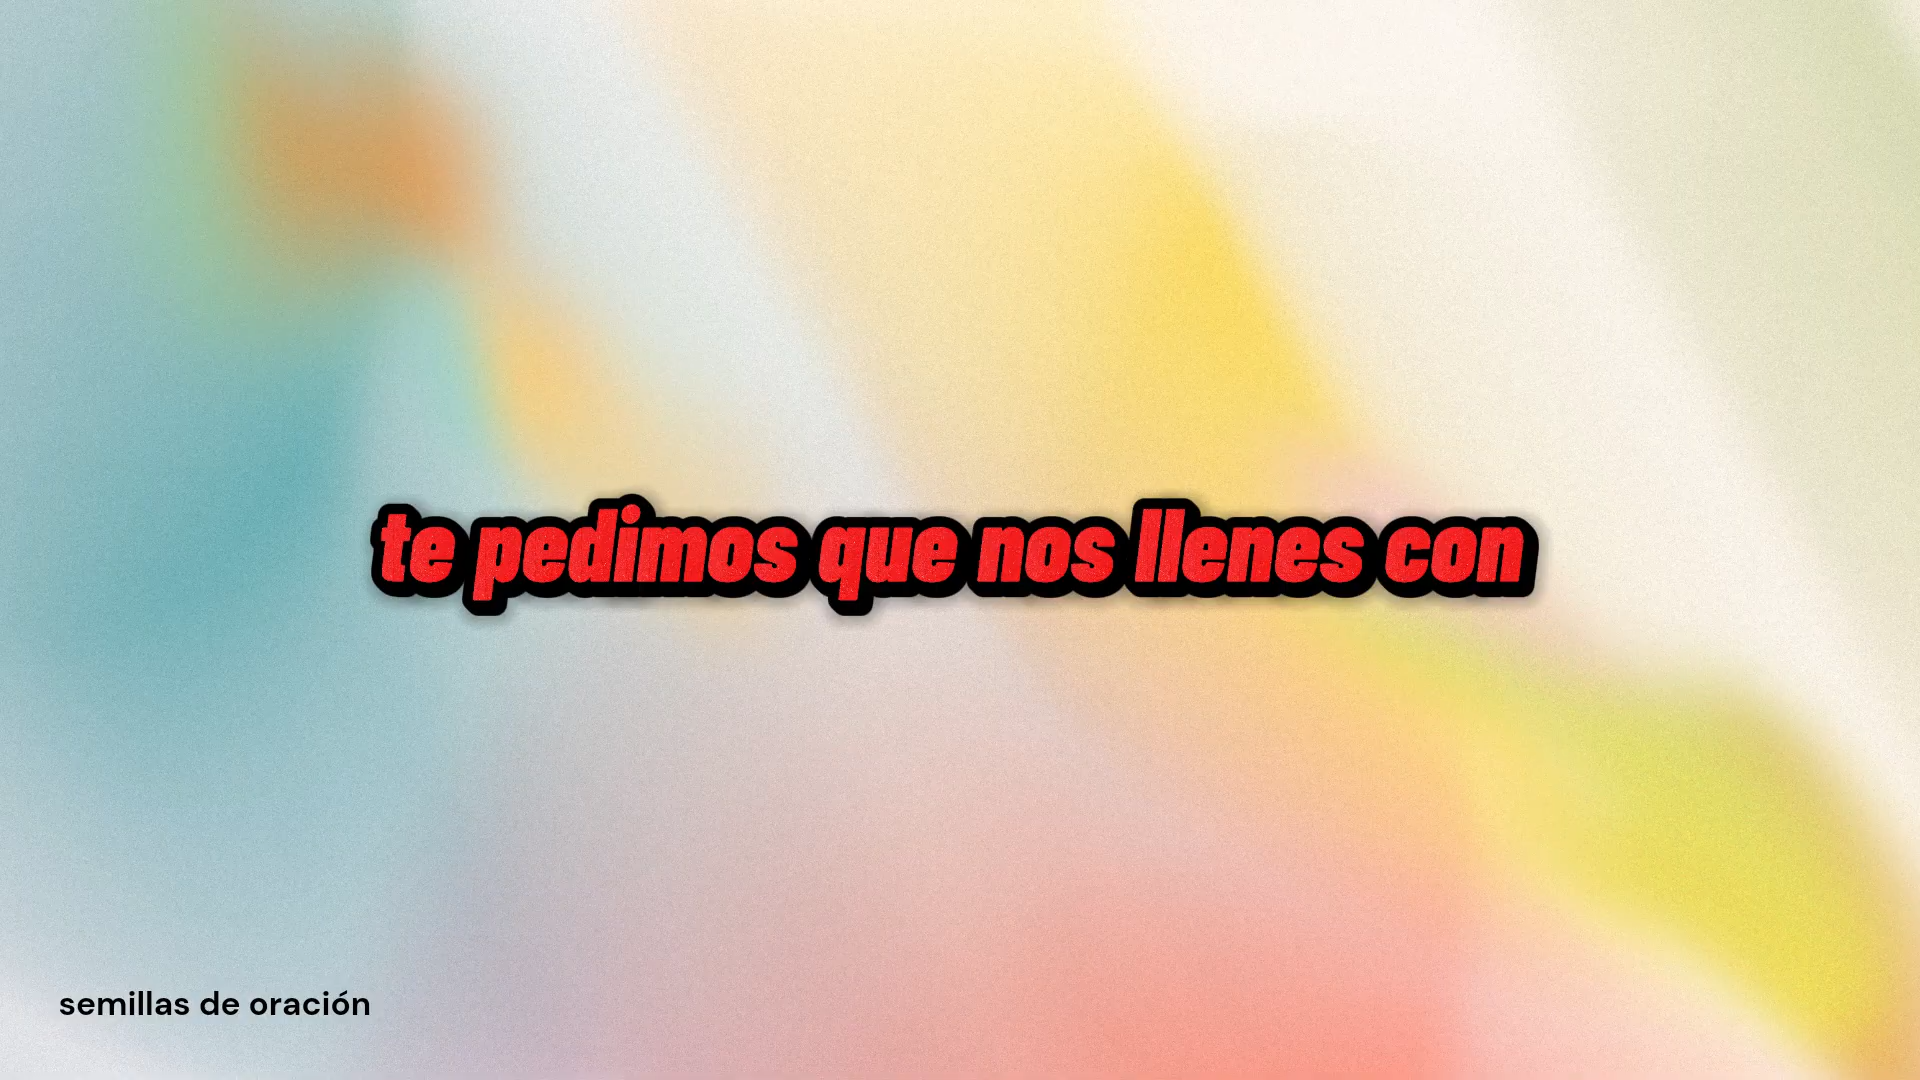 te pedimos que nos llenes con
semillas de oración